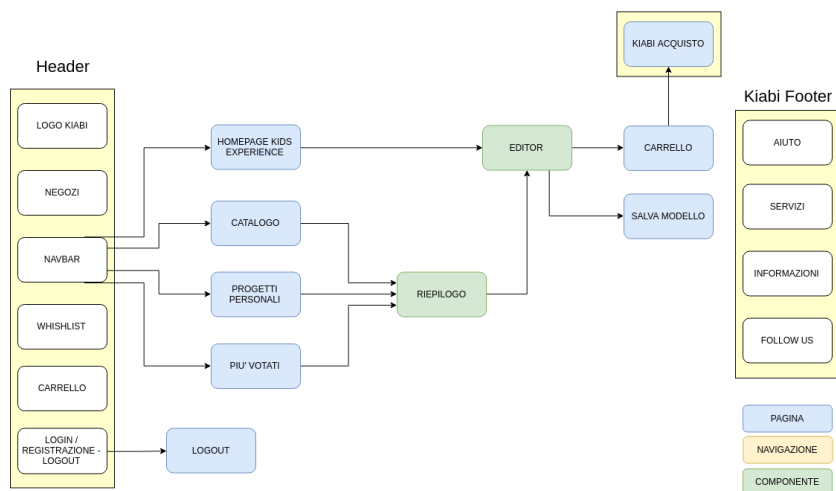 KIABI ACQUISTO
Header
Kiabi Footer
LOGO KIABI
HOMEPAGE KIDS
EXPERIENCE
EDITOR
CARRELLO
AIUTO
NEGOZI
CATALOGO
SALVA MODELLO
SERVIZI
NAVBAR
PROGETTI
PERSONALI
RIEPILOGO
INFORMAZIONI
WHISHLIST
PIU' VOTATI
FOLLOW US
CARRELLO
LOGIN /
REGISTRAZIONE -
LOGOUT
LOGOUT
PAGINA
NAVIGAZIONE
COMPONENTE